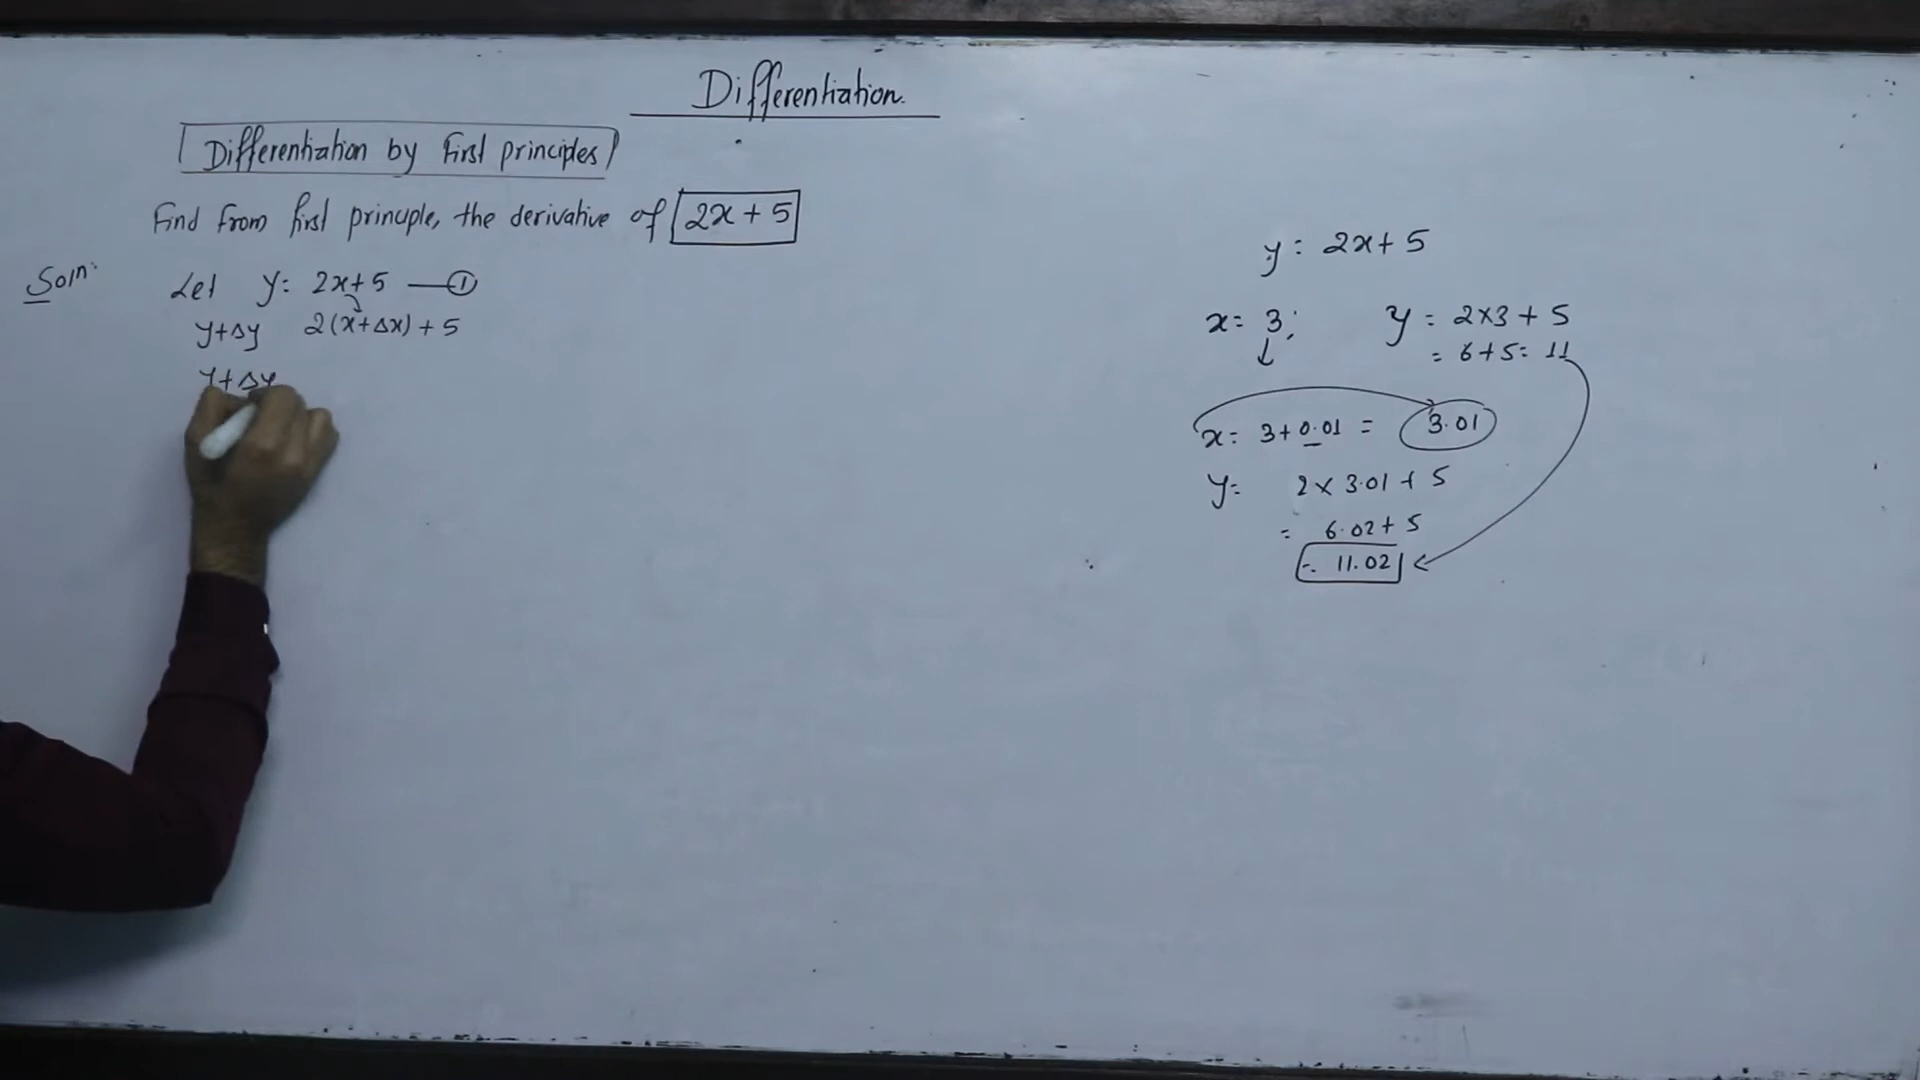 Differentiation.
Differentiation by First principles
Find from first principle, the derivative of 2x + 5
Soln:
Let y = 2x+5 — ①
y+Δy 2(x+Δx) + 5
y+Δy
y = 2x+ 5
x = 3; y = 2×3 + 5
= 6+5 = 11
x = 3+0.01 = 3.01
y = 2 × 3.01 + 5
= 6.02 + 5
= 11.02